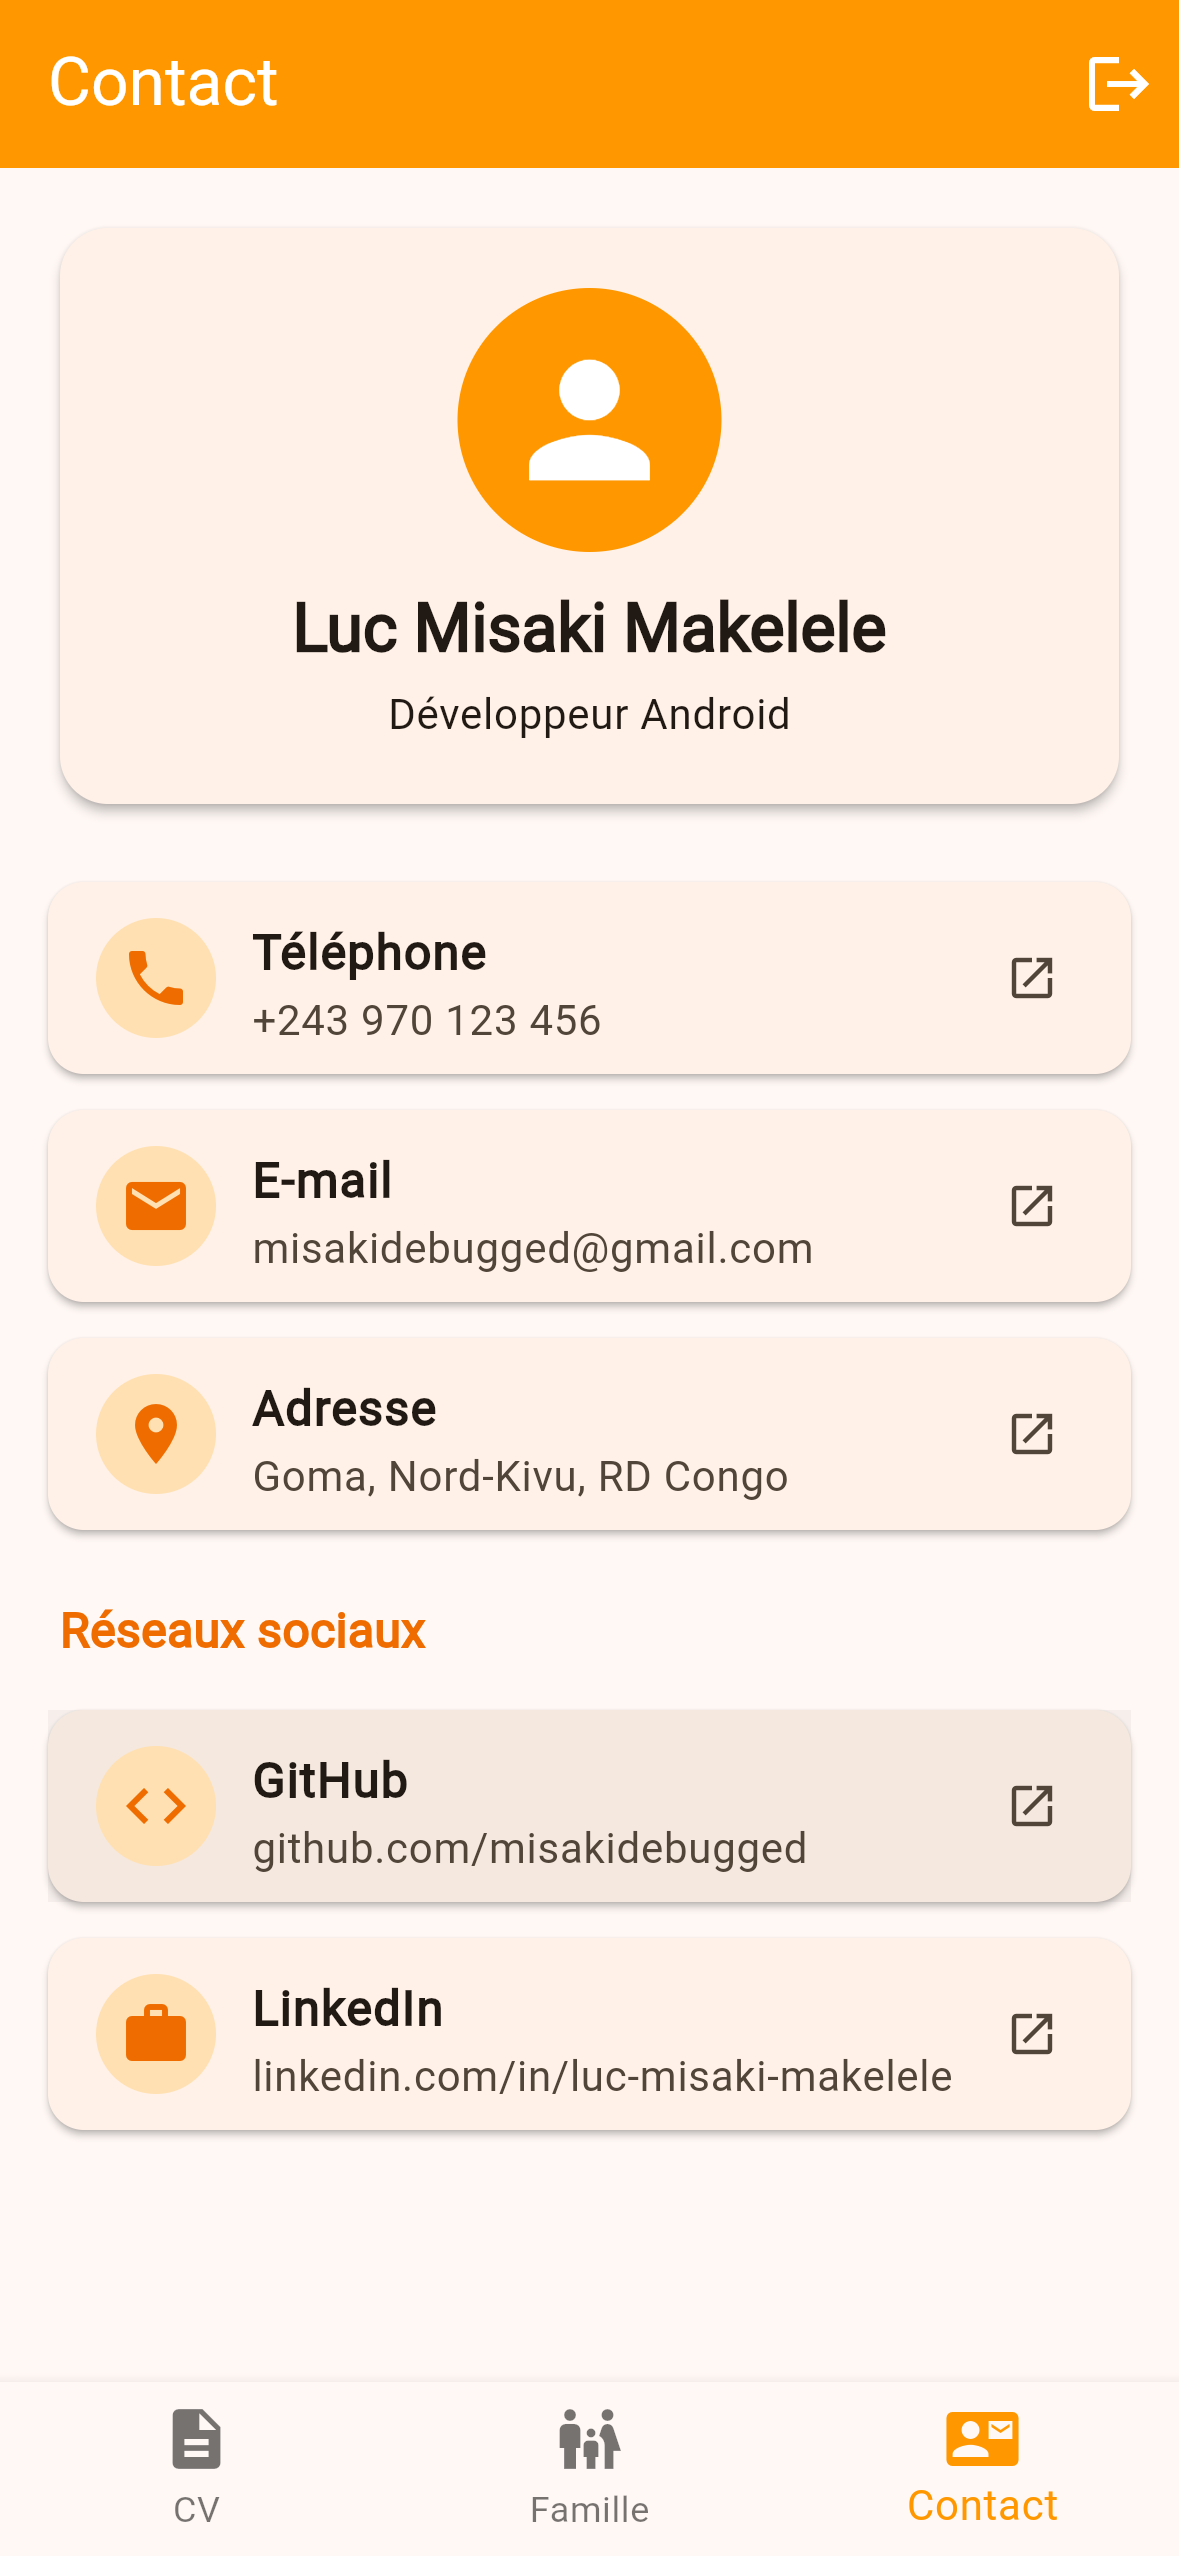 Contact
Luc Misaki Makelele
Développeur Android
Téléphone
+243 970 123 456
E-mail
misakidebugged@gmail.com
Adresse
Goma, Nord-Kivu, RD Congo
Réseaux sociaux
GitHub
github.com/misakidebugged
LinkedIn
linkedin.com/in/luc-misaki-makelele
CV
Famille
Contact